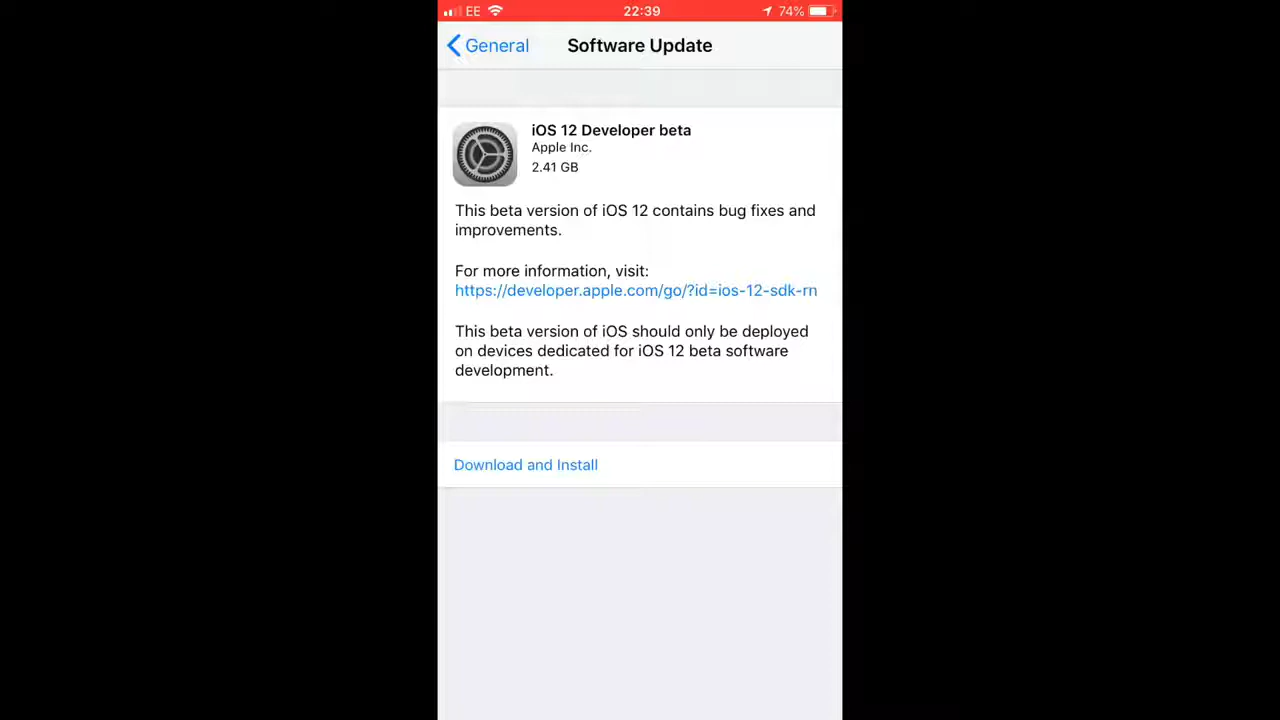 EE 22:39 74%
General Software Update
iOS 12 Developer beta
Apple Inc.
2.41 GB
This beta version of iOS 12 contains bug fixes and
improvements.
For more information, visit:
https://developer.apple.com/go/?id=ios-12-sdk-rn
This beta version of iOS should only be deployed
on devices dedicated for iOS 12 beta software
development.
Download and Install